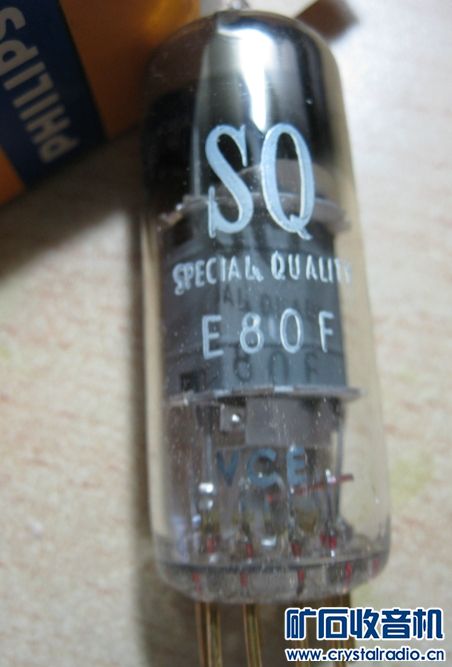 PHILIPS
SQ
SPECIAL QUALITY
E80F
VCE
矿石收音机
www.crystalradio.cn